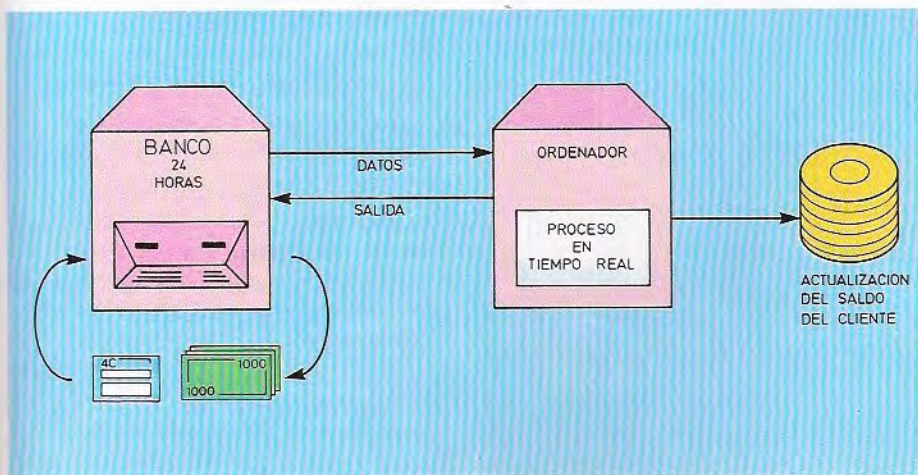 BANCO
24
HORAS
DATOS
SALIDA
ORDENADOR
PROCESO
EN
TIEMPO REAL
ACTUALIZACION
DEL SALDO
DEL CLIENTE
4C
1000
1000